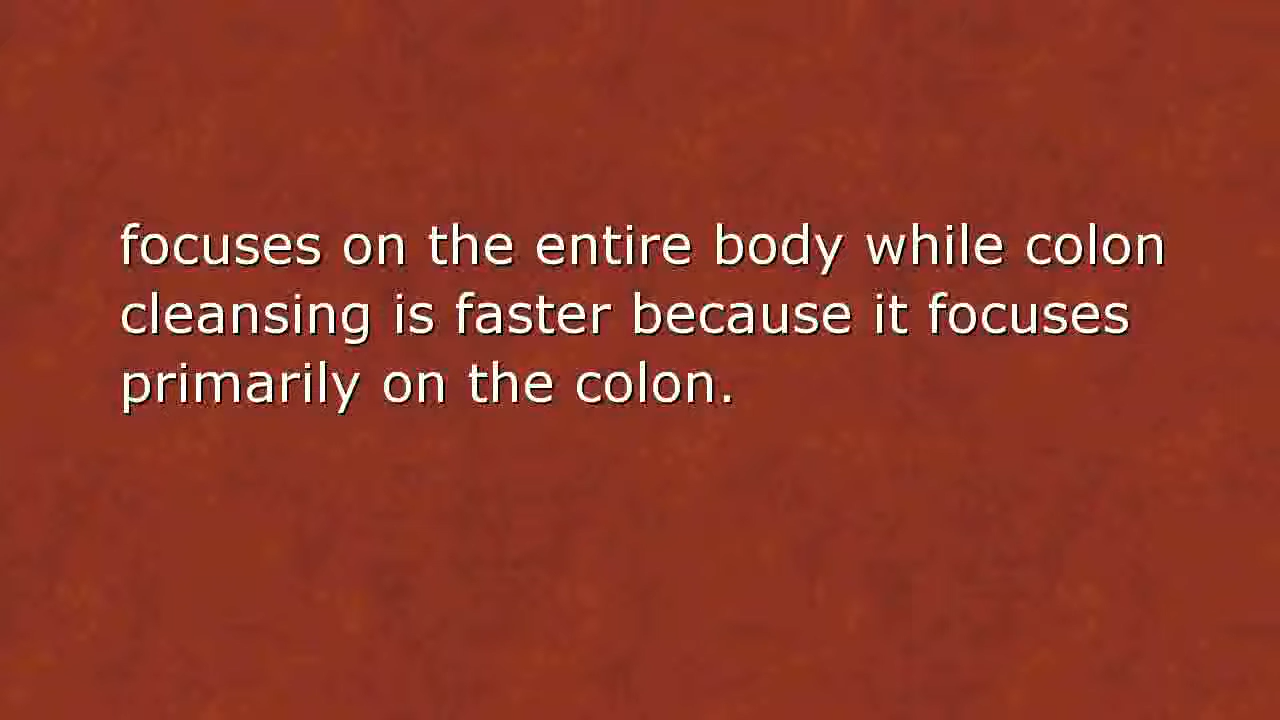 focuses on the entire body while colon
cleansing is faster because it focuses
primarily on the colon.